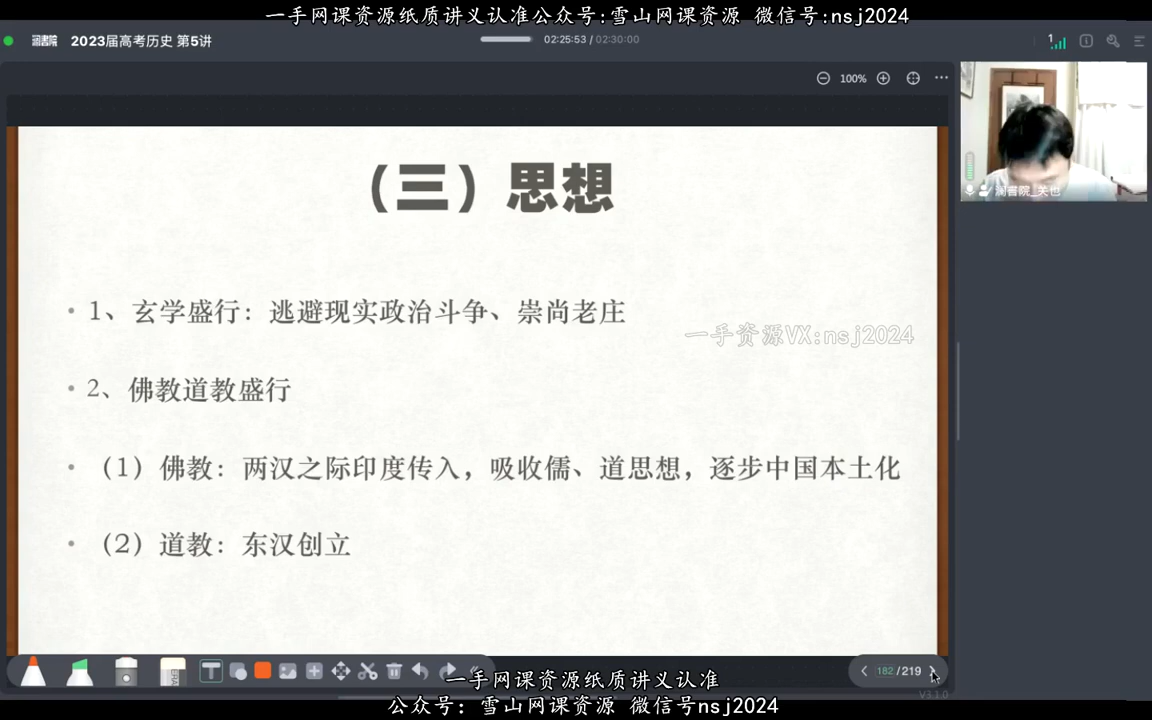 一手网课资源纸质讲义认准公众号:雪山网课资源 微信号:nsj2024
2023届高考历史 第5讲
02:25:53 / 02:30:00
1
100%
（三）思想
• 1、玄学盛行：逃避现实政治斗争、崇尚老庄
一手资源VX:nsj2024
• 2、佛教道教盛行
• （1）佛教：两汉之际印度传入，吸收儒、道思想，逐步中国本土化
• （2）道教：东汉创立
182 /219
V3.1.0
一手网课资源纸质讲义认准
公众号：雪山网课资源 微信号nsj2024